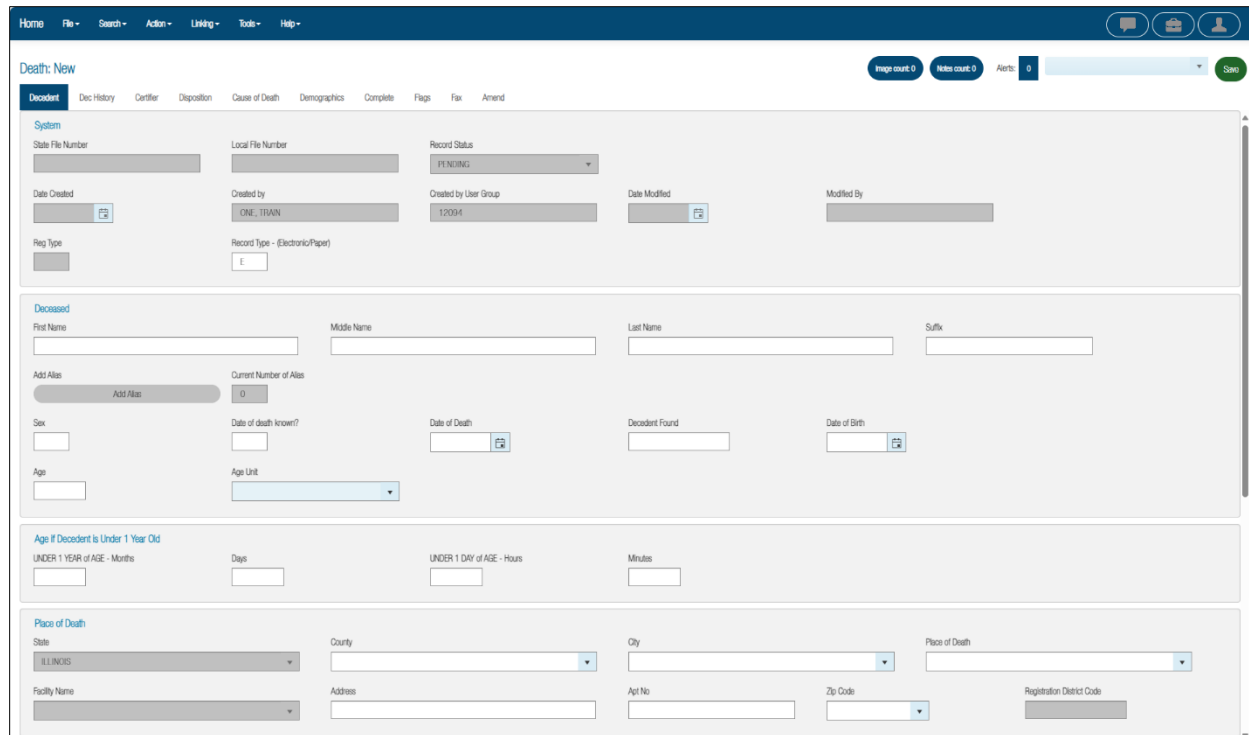 Home File Search Action Linking Tools Help
Death: New
Image count: 0 Notes count: 0 Alerts: 0 Save
Decedent Dec History Certifier Disposition Cause of Death Demographics Complete Flags Fax Amend
System
State File Number Local File Number Record Status
PENDING
Date Created Created by Created by User Group Date Modified Modified By
ONE, TRAIN 12094
Reg Type Record Type - (Electronic/Paper)
E
Deceased
First Name Middle Name Last Name Suffix
Add Alias Current Number of Alias
Add Alias 0
Sex Date of death known? Date of Death Decedent Found Date of Birth
Age Age Unit
Age if Decedent is Under 1 Year Old
UNDER 1 YEAR of AGE - Months Days UNDER 1 DAY of AGE - Hours Minutes
Place of Death
State County City Place of Death
ILLINOIS
Facility Name Address Apt No Zip Code Registration District Code